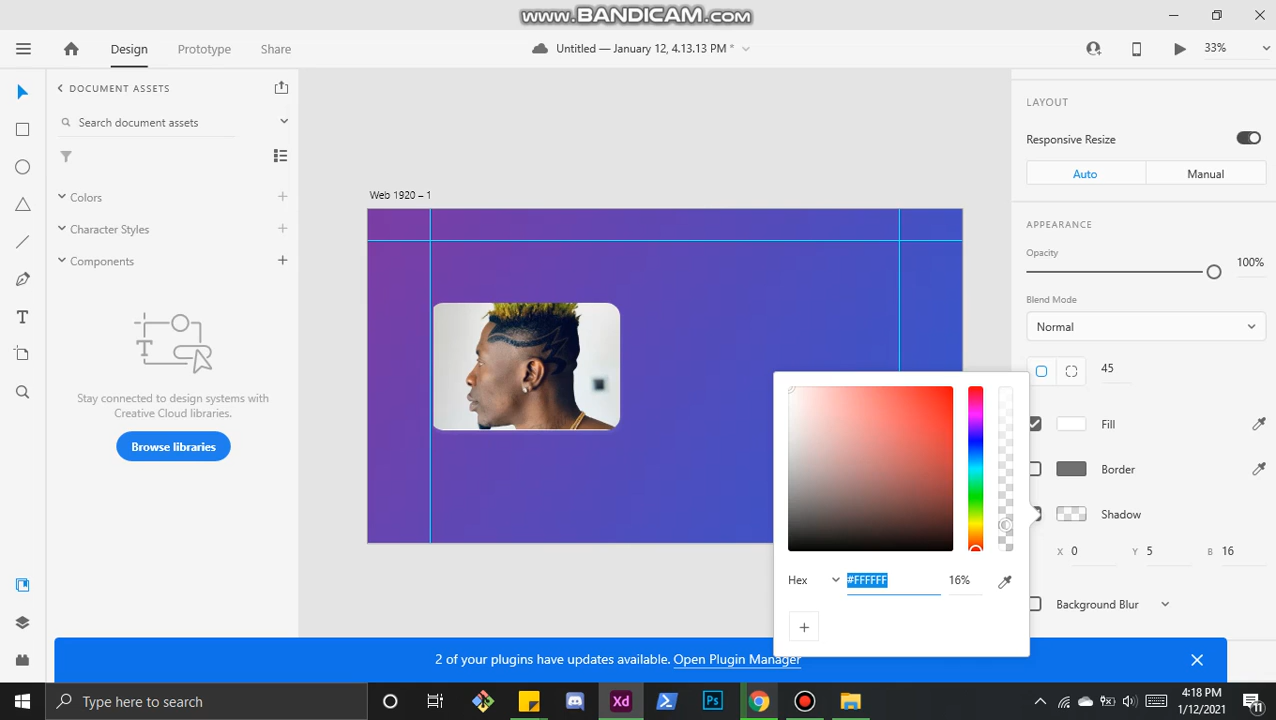 www.BANDICAM.com
Design
Prototype
Share
Untitled — January 12, 4.13.13 PM *
33%
DOCUMENT ASSETS
Search document assets
Colors
Character Styles
Components
Stay connected to design systems with
Creative Cloud libraries.
Browse libraries
Web 1920 – 1
LAYOUT
Responsive Resize
Auto
Manual
APPEARANCE
Opacity
100%
Blend Mode
Normal
45
Fill
Border
Shadow
X 0
Y 5
B 16
Background Blur
Hex
#FFFFFF
16%
2 of your plugins have updates available. Open Plugin Manager
Type here to search
Xd
Ps
4:18 PM
1/12/2021
11